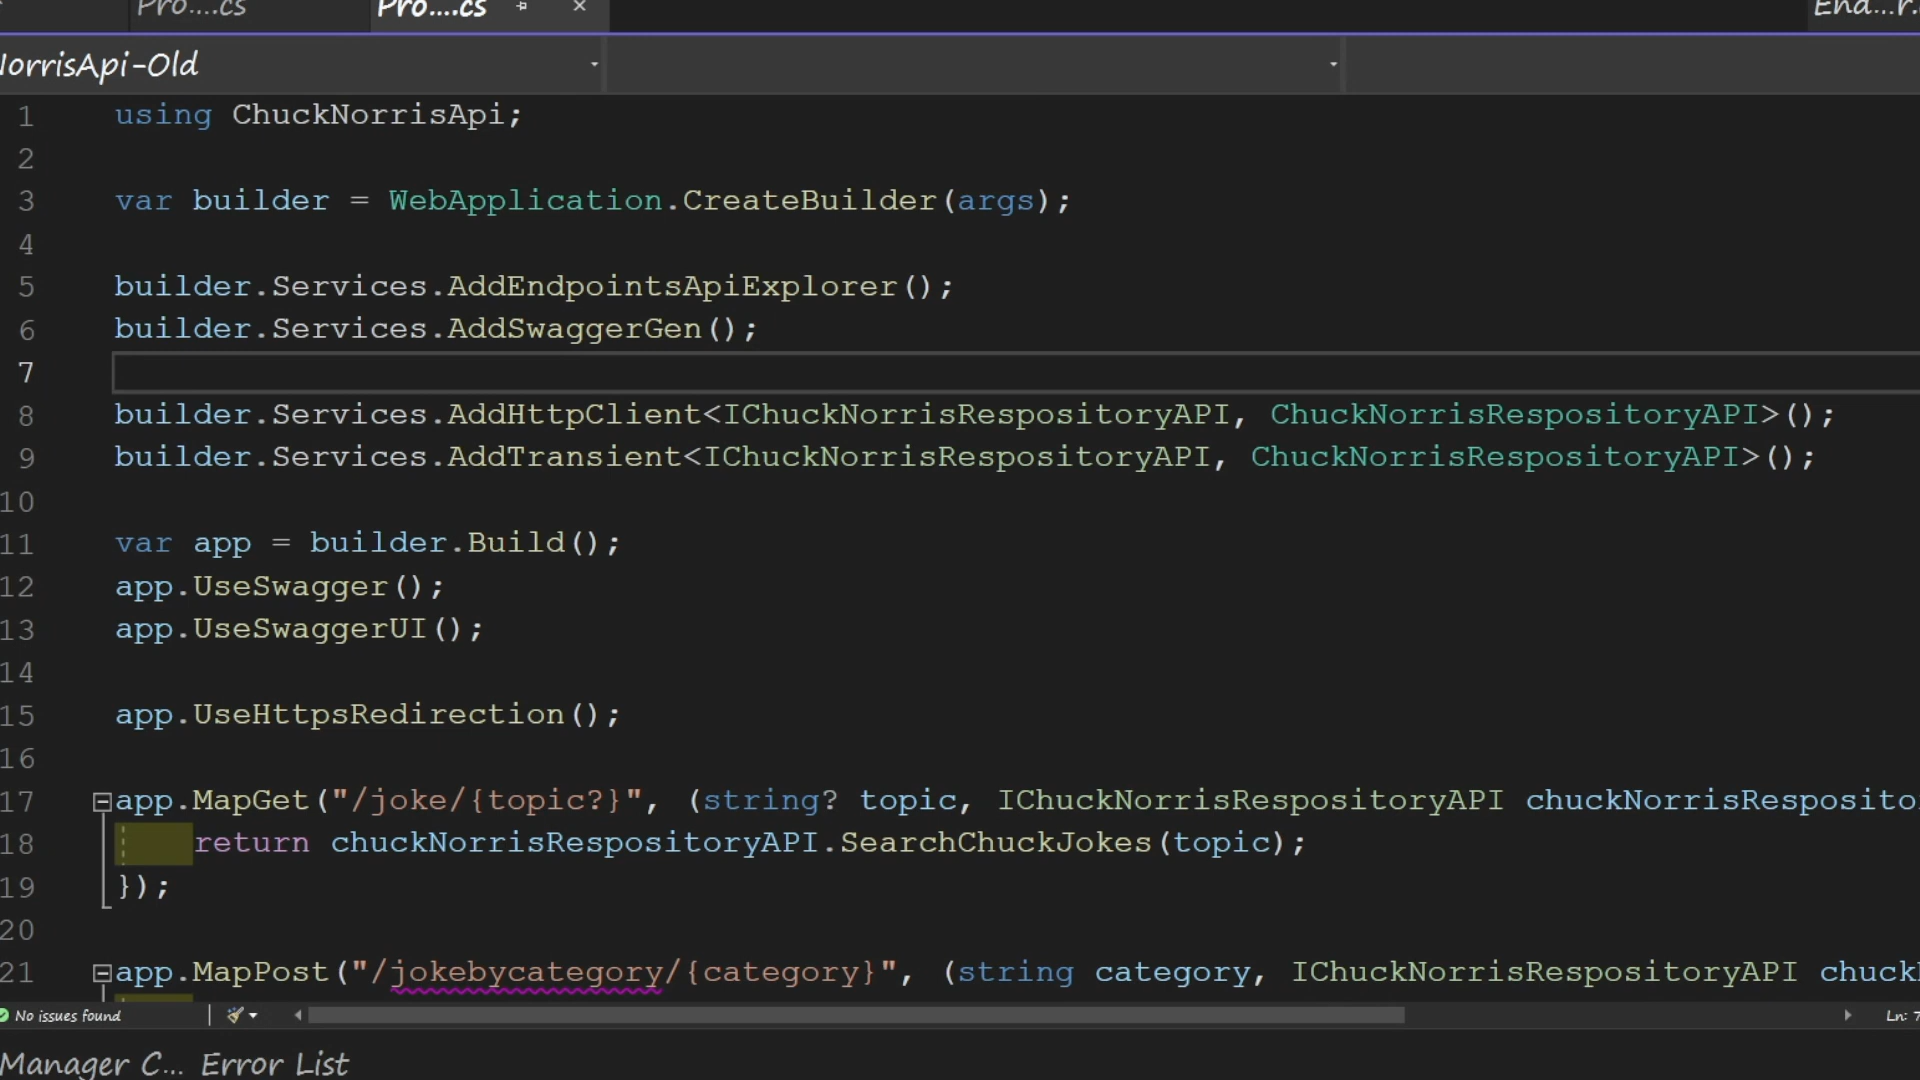 Pro....cs
Pro....cs
End...r.
NorrisApi-Old
1 using ChuckNorrisApi;
2
3 var builder = WebApplication.CreateBuilder(args);
4
5 builder.Services.AddEndpointsApiExplorer();
6 builder.Services.AddSwaggerGen();
7
8 builder.Services.AddHttpClient<IChuckNorrisRespositoryAPI, ChuckNorrisRespositoryAPI>();
9 builder.Services.AddTransient<IChuckNorrisRespositoryAPI, ChuckNorrisRespositoryAPI>();
10
11 var app = builder.Build();
12 app.UseSwagger();
13 app.UseSwaggerUI();
14
15 app.UseHttpsRedirection();
16
17 app.MapGet("/joke/{topic?}", (string? topic, IChuckNorrisRespositoryAPI chuckNorrisResposito
18 return chuckNorrisRespositoryAPI.SearchChuckJokes(topic);
19 });
20
21 app.MapPost("/jokebycategory/{category}", (string category, IChuckNorrisRespositoryAPI chuck
No issues found
Ln: 7
Manager C... Error List